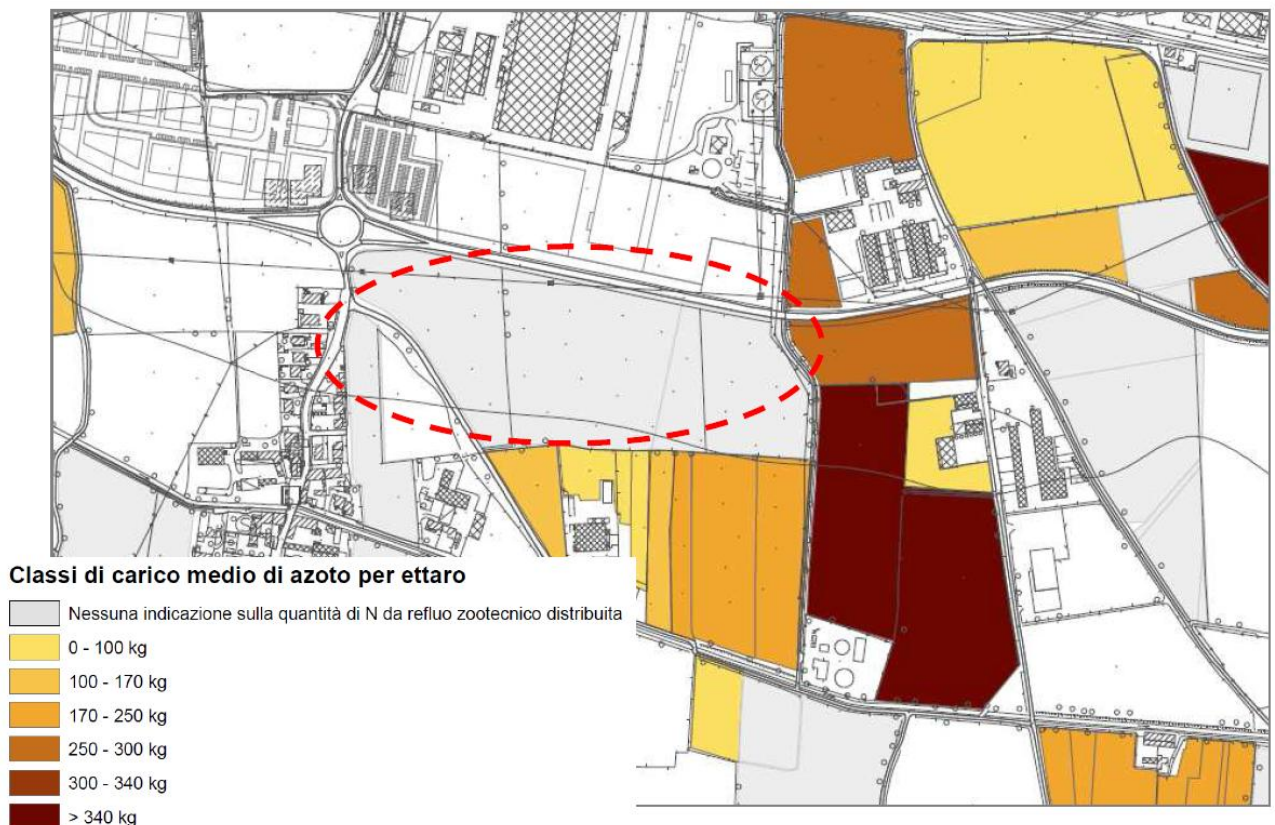 Classi di carico medio di azoto per ettaro
Nessuna indicazione sulla quantità di N da refluo zootecnico distribuita
0 - 100 kg
100 - 170 kg
170 - 250 kg
250 - 300 kg
300 - 340 kg
> 340 kg